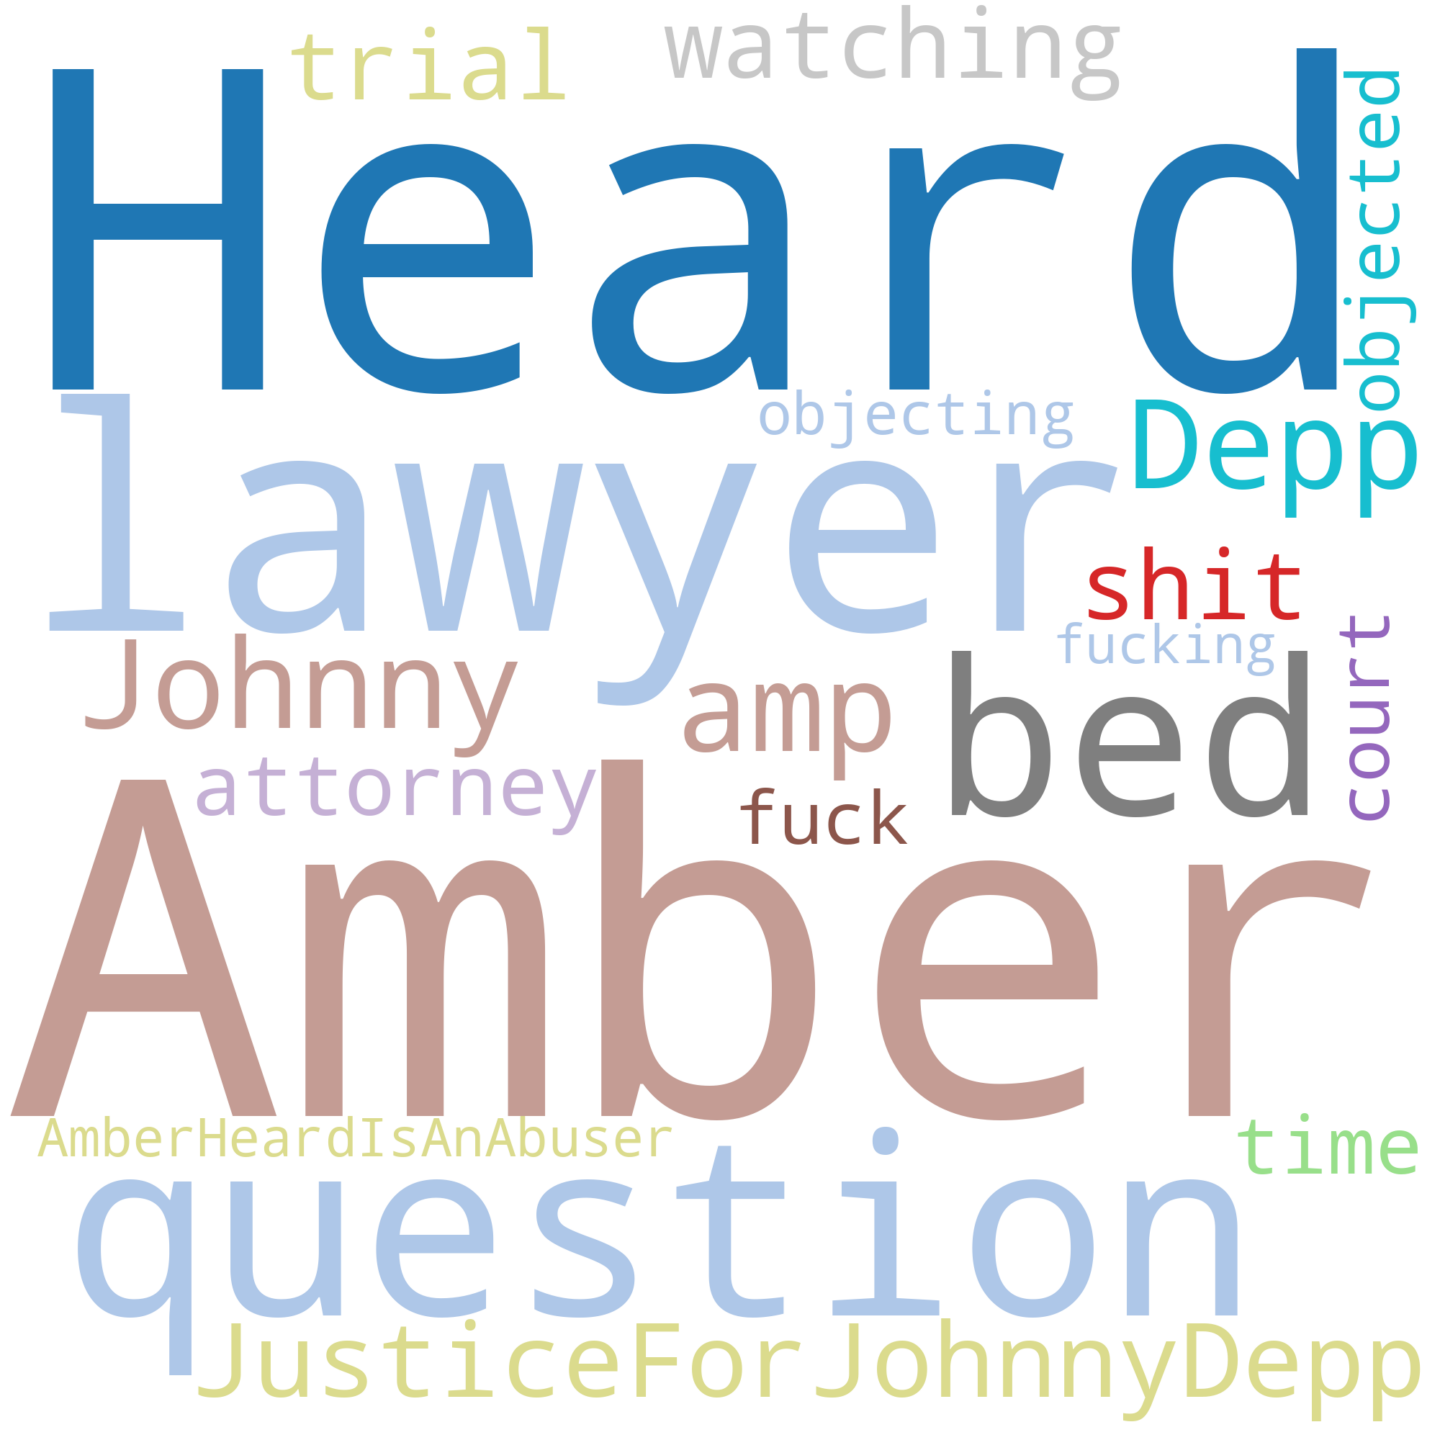 trial
watching
Heard
objected
lawyer
objecting
Depp
shit
Johnny
fucking
amp
bed
court
attorney
fuck
Amber
AmberHeardIsAnAbuser
time
question
JusticeForJohnnyDepp